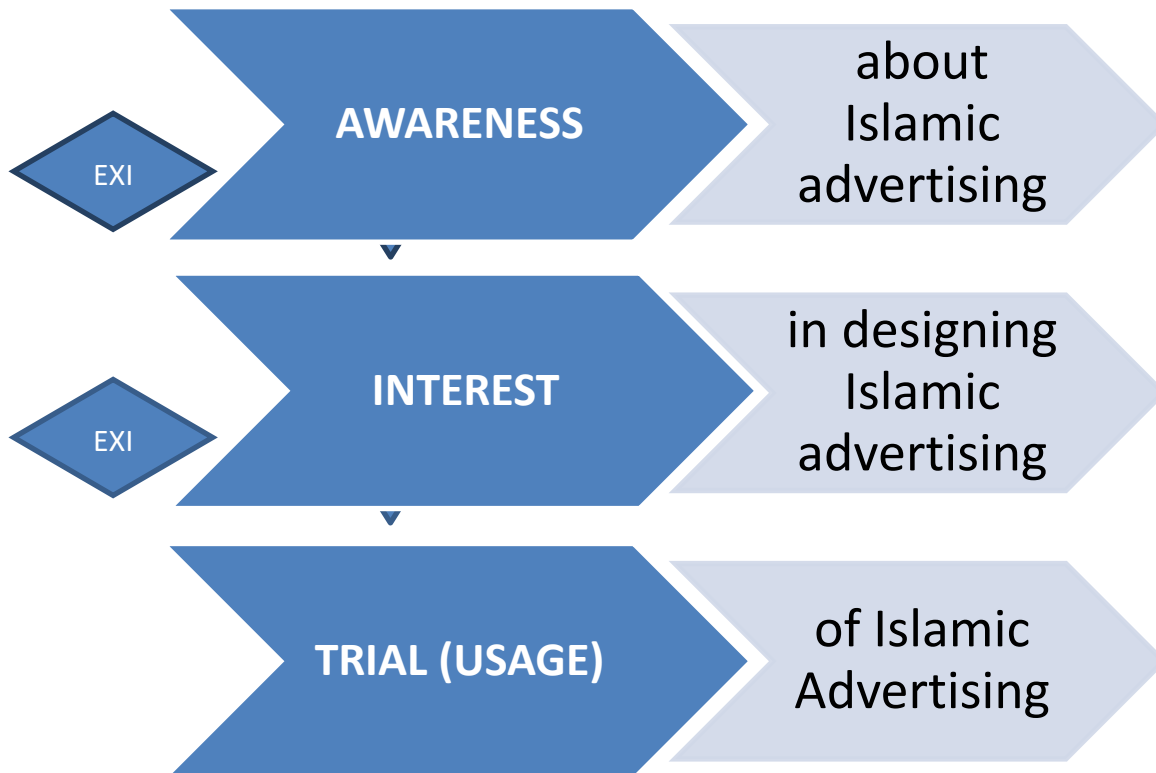 AWARENESS
about
Islamic
advertising
EXI
INTEREST
in designing
Islamic
advertising
EXI
TRIAL (USAGE)
of Islamic
Advertising